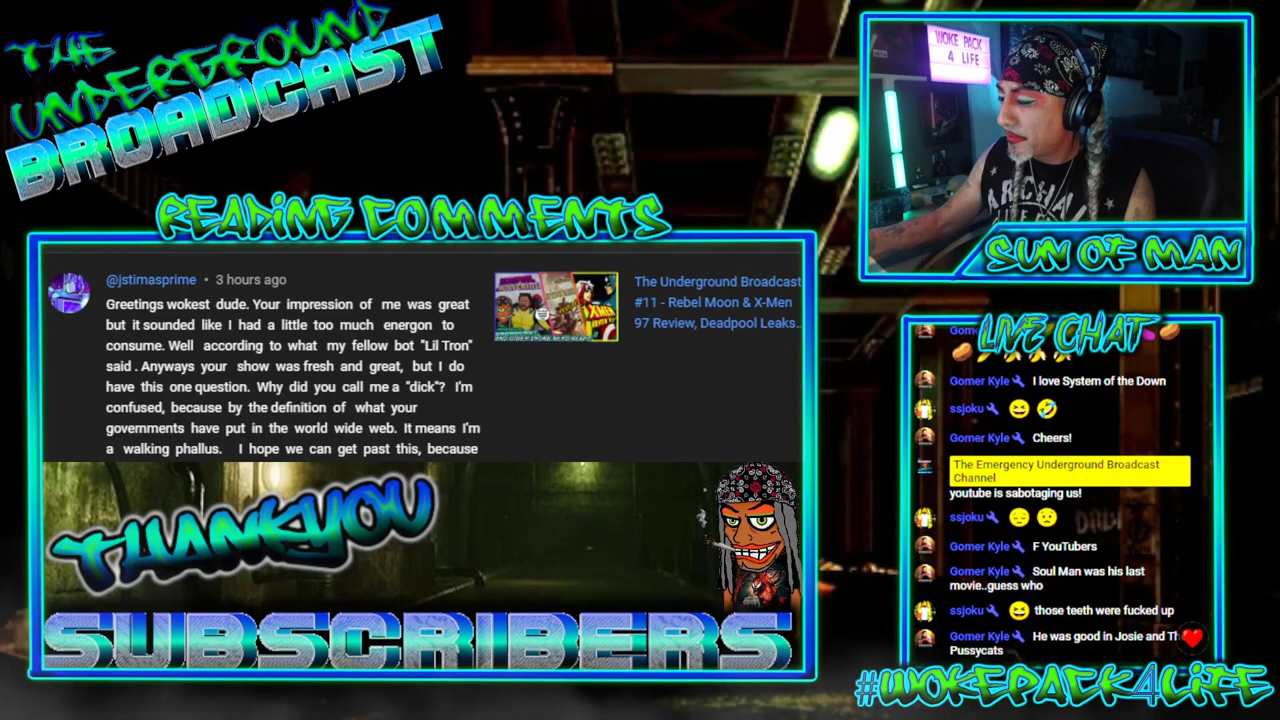 THE
UNDERGROUND
BROADCAST
WOKE PACK
4 LIFE
SUN OF MAN
READING COMMENTS
@jstimasprime • 3 hours ago
Greetings wokest dude. Your impression of me was great
but it sounded like I had a little too much energon to
consume. Well according to what my fellow bot "Lil Tron"
said . Anyways your show was fresh and great, but I do
have this one question. Why did you call me a "dick"? I'm
confused, because by the definition of what your
governments have put in the world wide web. It means I'm
a walking phallus. I hope we can get past this, because
The Underground Broadcast
#11 - Rebel Moon & X-Men
97 Review, Deadpool Leaks..
THANKYOU
SUBSCRIBERS
LIVE CHAT
Gomer Kyle I love System of the Down
ssjoku 😆 🤣
Gomer Kyle Cheers!
The Emergency Underground Broadcast
Channel
youtube is sabotaging us!
ssjoku 😔 😟
Gomer Kyle F YouTubers
Gomer Kyle Soul Man was his last
movie..guess who
ssjoku 😆 those teeth were fucked up
Gomer Kyle He was good in Josie and Th
Pussycats
#WOKEPACK4LIFE